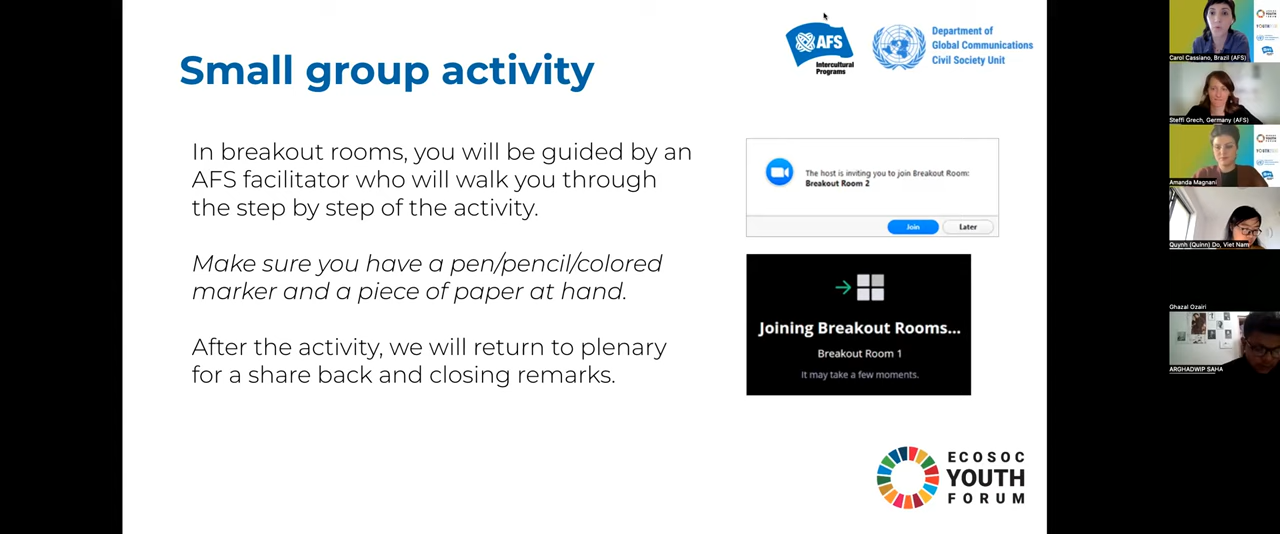 Small group activity
AFS
Intercultural
Programs
Department of
Global Communications
Civil Society Unit
In breakout rooms, you will be guided by an
AFS facilitator who will walk you through
the step by step of the activity.
Make sure you have a pen/pencil/colored
marker and a piece of paper at hand.
After the activity, we will return to plenary
for a share back and closing remarks.
The host is inviting you to join Breakout Room:
Breakout Room 2
Join
Later
Joining Breakout Rooms...
Breakout Room 1
It may take a few moments.
ECOSOC
YOUTH
FORUM
Carol Cassiano, Brazil (AFS)
Steffi Grech, Germany (AFS)
Amanda Magnani
Quynh (Quinn) Do, Viet Nam
Ghazal Ozairi
ARGHADWIP SAHA